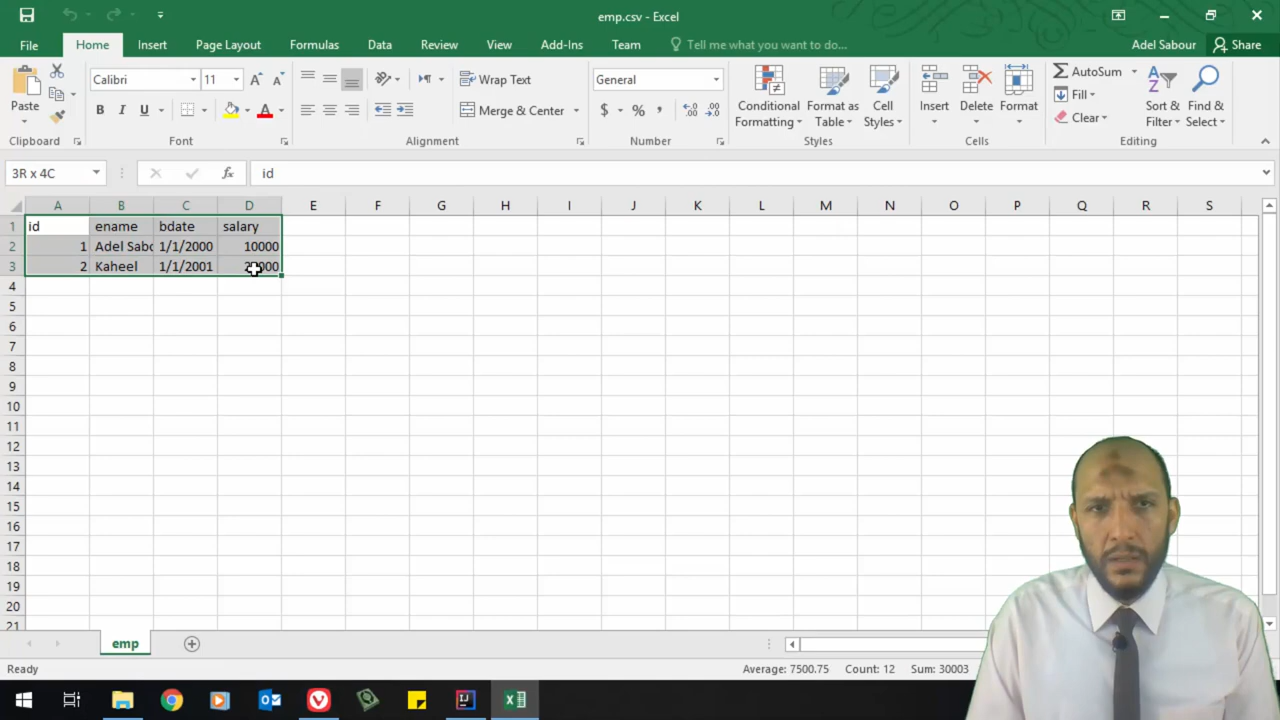 emp.csv - Excel
File Home Insert Page Layout Formulas Data Review View Add-Ins Team Tell me what you want to do... Adel Sabour Share
Paste
Calibri 11
B I U
Wrap Text
Merge & Center
General
$ % ,
Conditional Formatting
Format as Table
Cell Styles
Insert Delete Format
AutoSum
Fill
Clear
Sort & Filter
Find & Select
Clipboard Font Alignment Number Styles Cells Editing
3R x 4C fx id
A B C D E F G H I J K L M N O P Q R S
1 id ename bdate salary
2 1 Adel Sabo 1/1/2000 10000
3 2 Kaheel 1/1/2001
4
5
6
7
8
9
10
11
12
13
14
15
16
17
18
19
20
21
emp
Ready Average: 7500.75 Count: 12 Sum: 30003